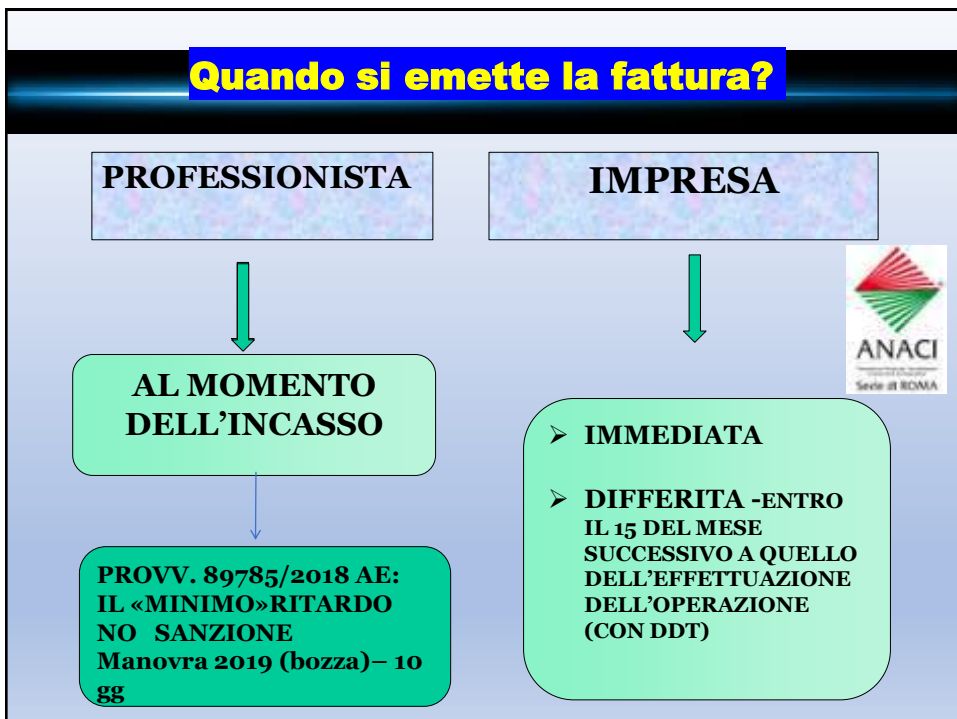 Quando si emette la fattura?
PROFESSIONISTA
IMPRESA
AL MOMENTO
DELL'INCASSO
PROVV. 89785/2018 AE:
IL «MINIMO»RITARDO
NO SANZIONE
Manovra 2019 (bozza)– 10
gg
➢ IMMEDIATA
➢ DIFFERITA -ENTRO
IL 15 DEL MESE
SUCCESSIVO A QUELLO
DELL'EFFETTUAZIONE
DELL'OPERAZIONE
(CON DDT)
ANACI
Sede di ROMA